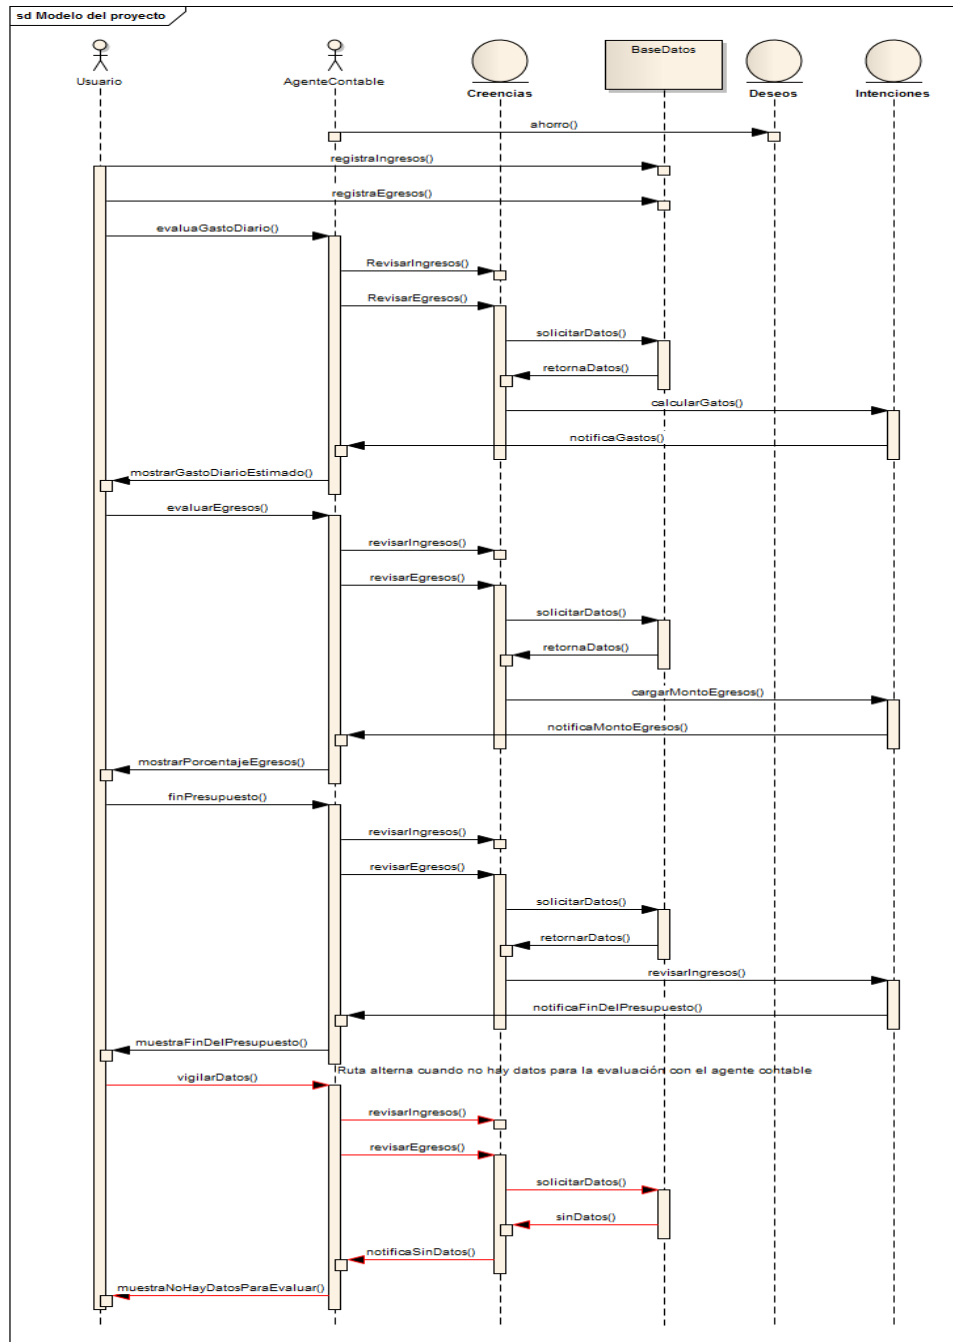 sd Modelo del proyecto
Usuario
AgenteContable
Creencias
BaseDatos
Deseos
Intenciones
ahorro()
registraIngresos()
registraEgresos()
evaluaGastoDiario()
RevisarIngresos()
RevisarEgresos()
solicitarDatos()
retornaDatos()
calcularGatos()
notificaGastos()
mostrarGastoDiarioEstimado()
evaluarEgresos()
revisarIngresos()
revisarEgresos()
solicitarDatos()
retornaDatos()
cargarMontoEgresos()
notificaMontoEgresos()
mostrarPorcentajeEgresos()
finPresupuesto()
revisarIngresos()
revisarEgresos()
solicitarDatos()
retornarDatos()
revisarIngresos()
notificaFinDelPresupuesto()
muestraFinDelPresupuesto()
Ruta alterna cuando no hay datos para la evaluación con el agente contable
vigilarDatos()
revisarIngresos()
revisarEgresos()
solicitarDatos()
sinDatos()
notificaSinDatos()
muestraNoHayDatosParaEvaluar()